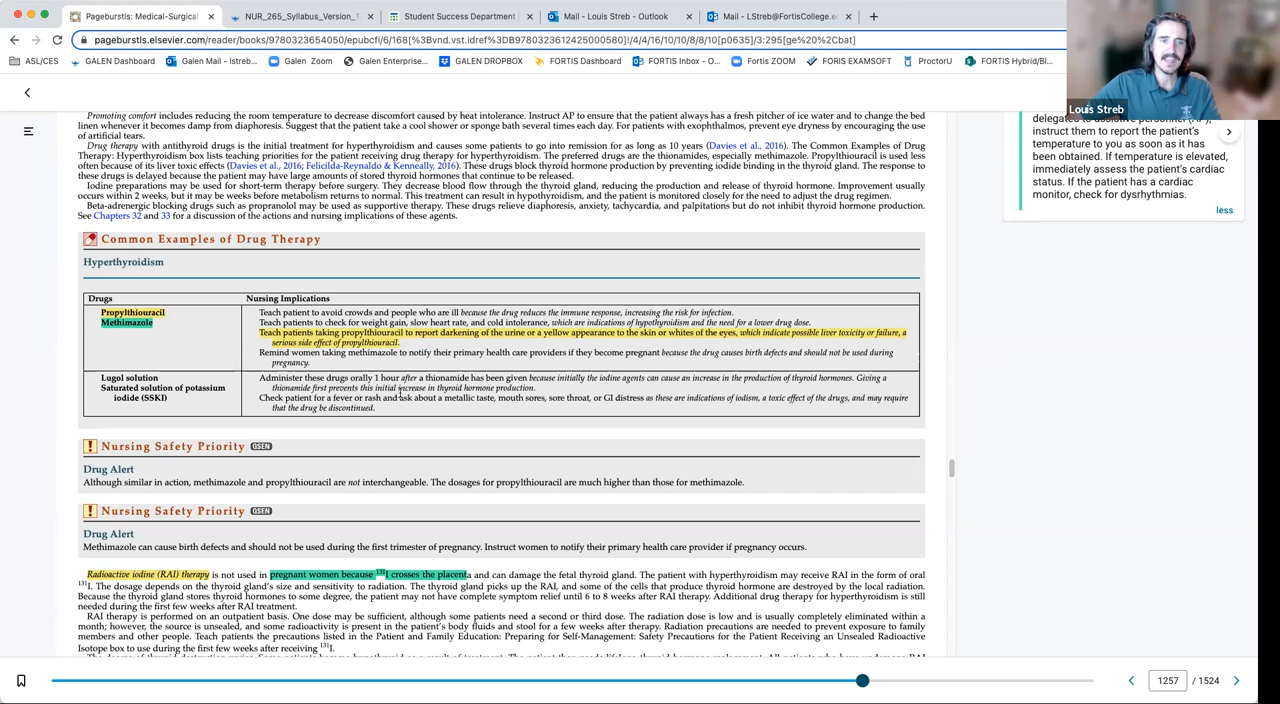 Pageburstls: Medical-Surgical
NUR_265_Syllabus_Version_
Student Success Department
Mail - Louis Streb - Outlook
Mail - LStreb@FortisCollege.e
pageburstls.elsevier.com/reader/books/9780323654050/epubcfi/6/168[%3Bvnd.vst.idref%3DB9780323612425000580]!/4/4/16/10/10/8/8/10[p0635]/3:295[ge%20%2Cbat]
ASL/CES
GALEN Dashboard
Galen Mail - lstreb...
Galen Zoom
Galen Enterprise...
GALEN DROPBOX
FORTIS Dashboard
FORTIS Inbox - O...
Fortis ZOOM
FORIS EXAMSOFT
ProctorU
FORTIS Hybrid/Bl...
Louis Streb
Promoting comfort includes reducing the room temperature to decrease discomfort caused by heat intolerance. Instruct AP to ensure that the patient always has a fresh pitcher of ice water and to change the bed
linen whenever it becomes damp from diaphoresis. Suggest that the patient take a cool shower or sponge bath several times each day. For patients with exophthalmos, prevent eye dryness by encouraging the use
of artificial tears.
Drug therapy with antithyroid drugs is the initial treatment for hyperthyroidism and causes some patients to go into remission for as long as 10 years (Davies et al., 2016). The Common Examples of Drug
Therapy: Hyperthyroidism box lists teaching priorities for the patient receiving drug therapy for hyperthyroidism. The preferred drugs are the thionamides, especially methimazole. Propylthiouracil is used less
often because of its liver toxic effects (Davies et al., 2016; Felicilda-Reynaldo & Kenneally, 2016). These drugs block thyroid hormone production by preventing iodide binding in the thyroid gland. The response to
these drugs is delayed because the patient may have large amounts of stored thyroid hormones that continue to be released.
Iodine preparations may be used for short-term therapy before surgery. They decrease blood flow through the thyroid gland, reducing the production and release of thyroid hormone. Improvement usually
occurs within 2 weeks, but it may be weeks before metabolism returns to normal. This treatment can result in hypothyroidism, and the patient is monitored closely for the need to adjust the drug regimen.
Beta-adrenergic blocking drugs such as propranolol may be used as supportive therapy. These drugs relieve diaphoresis, anxiety, tachycardia, and palpitations but do not inhibit thyroid hormone production.
See Chapters 32 and 33 for a discussion of the actions and nursing implications of these agents.
Common Examples of Drug Therapy
Hyperthyroidism
Drugs
Nursing Implications
Propylthiouracil
Methimazole
Teach patient to avoid crowds and people who are ill because the drug reduces the immune response, increasing the risk for infection.
Teach patients to check for weight gain, slow heart rate, and cold intolerance, which are indications of hypothyroidism and the need for a lower drug dose.
Teach patients taking propylthiouracil to report darkening of the urine or a yellow appearance to the skin or whites of the eyes, which indicate possible liver toxicity or failure, a
serious side effect of propylthiouracil.
Remind women taking methimazole to notify their primary health care providers if they become pregnant because the drug causes birth defects and should not be used during
pregnancy.
Lugol solution
Saturated solution of potassium
iodide (SSKI)
Administer these drugs orally 1 hour after a thionamide has been given because initially the iodine agents can cause an increase in the production of thyroid hormones. Giving a
thionamide first prevents this initial increase in thyroid hormone production.
Check patient for a fever or rash and ask about a metallic taste, mouth sores, sore throat, or GI distress as these are indications of iodism, a toxic effect of the drugs, and may require
that the drug be discontinued.
Nursing Safety Priority QSEN
Drug Alert
Although similar in action, methimazole and propylthiouracil are not interchangeable. The dosages for propylthiouracil are much higher than those for methimazole.
Nursing Safety Priority QSEN
Drug Alert
Methimazole can cause birth defects and should not be used during the first trimester of pregnancy. Instruct women to notify their primary health care provider if pregnancy occurs.
Radioactive iodine (RAI) therapy is not used in pregnant women because 131I crosses the placenta and can damage the fetal thyroid gland. The patient with hyperthyroidism may receive RAI in the form of oral
131I. The dosage depends on the thyroid gland's size and sensitivity to radiation. The thyroid gland picks up the RAI, and some of the cells that produce thyroid hormone are destroyed by the local radiation.
Because the thyroid gland stores thyroid hormones to some degree, the patient may not have complete symptom relief until 6 to 8 weeks after RAI therapy. Additional drug therapy for hyperthyroidism is still
needed during the first few weeks after RAI treatment.
RAI therapy is performed on an outpatient basis. One dose may be sufficient, although some patients need a second or third dose. The radiation dose is low and is usually completely eliminated within a
month; however, the source is unsealed, and some radioactivity is present in the patient's body fluids and stool for a few weeks after therapy. Radiation precautions are needed to prevent exposure to family
members and other people. Teach patients the precautions listed in the Patient and Family Education: Preparing for Self-Management: Safety Precautions for the Patient Receiving an Unsealed Radioactive
Isotope box to use during the first few weeks after receiving 131I.
delegated to assistive personnel (AP),
instruct them to report the patient's
temperature to you as soon as it has
been obtained. If temperature is elevated,
immediately assess the patient's cardiac
status. If the patient has a cardiac
monitor, check for dysrhythmias.
less
1257 / 1524